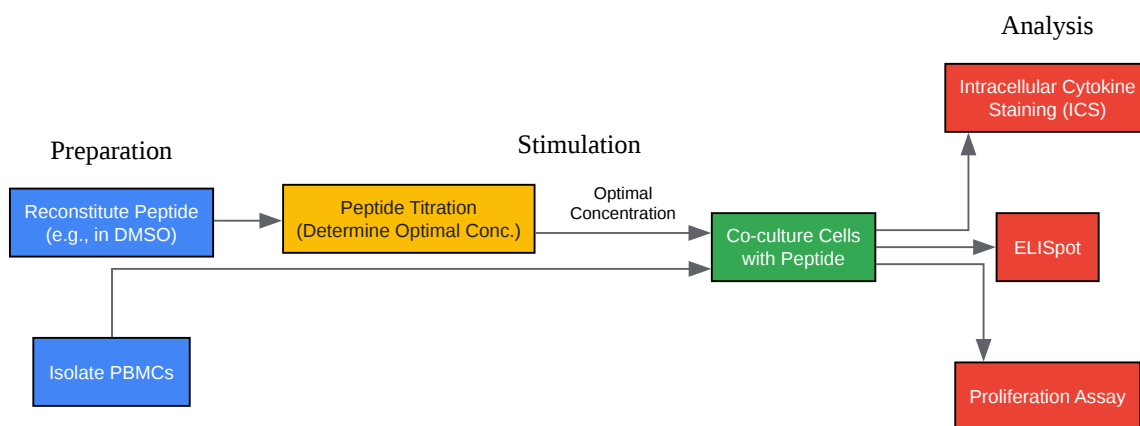 Analysis
Intracellular Cytokine
Staining (ICS)
Preparation
Stimulation
Reconstitute Peptide
(e.g., in DMSO)
Peptide Titration
(Determine Optimal Conc.)
Optimal
Concentration
Co-culture Cells
with Peptide
ELISpot
Isolate PBMCs
Proliferation Assay